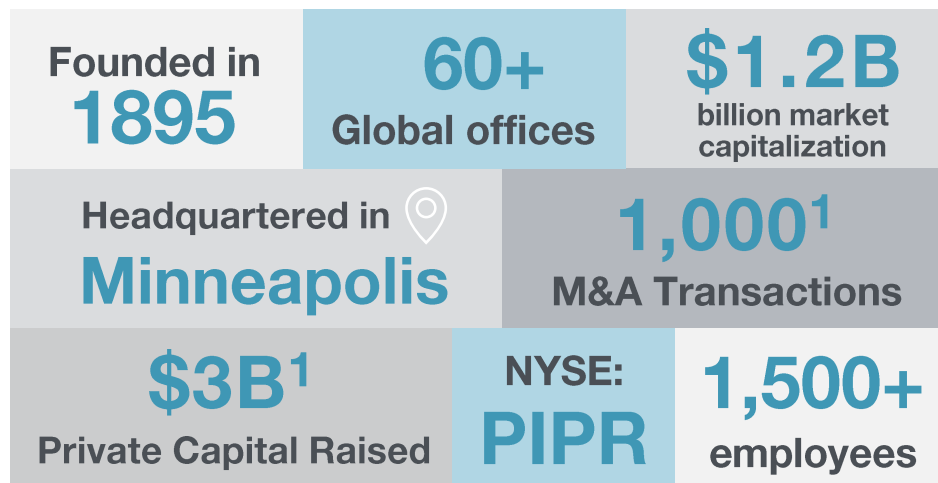 Founded in
1895
60+
Global offices
$1.2B
billion market
capitalization
Headquartered in
Minneapolis
1,000¹
M&A Transactions
$3B¹
Private Capital Raised
NYSE:
PIPR
1,500+
employees